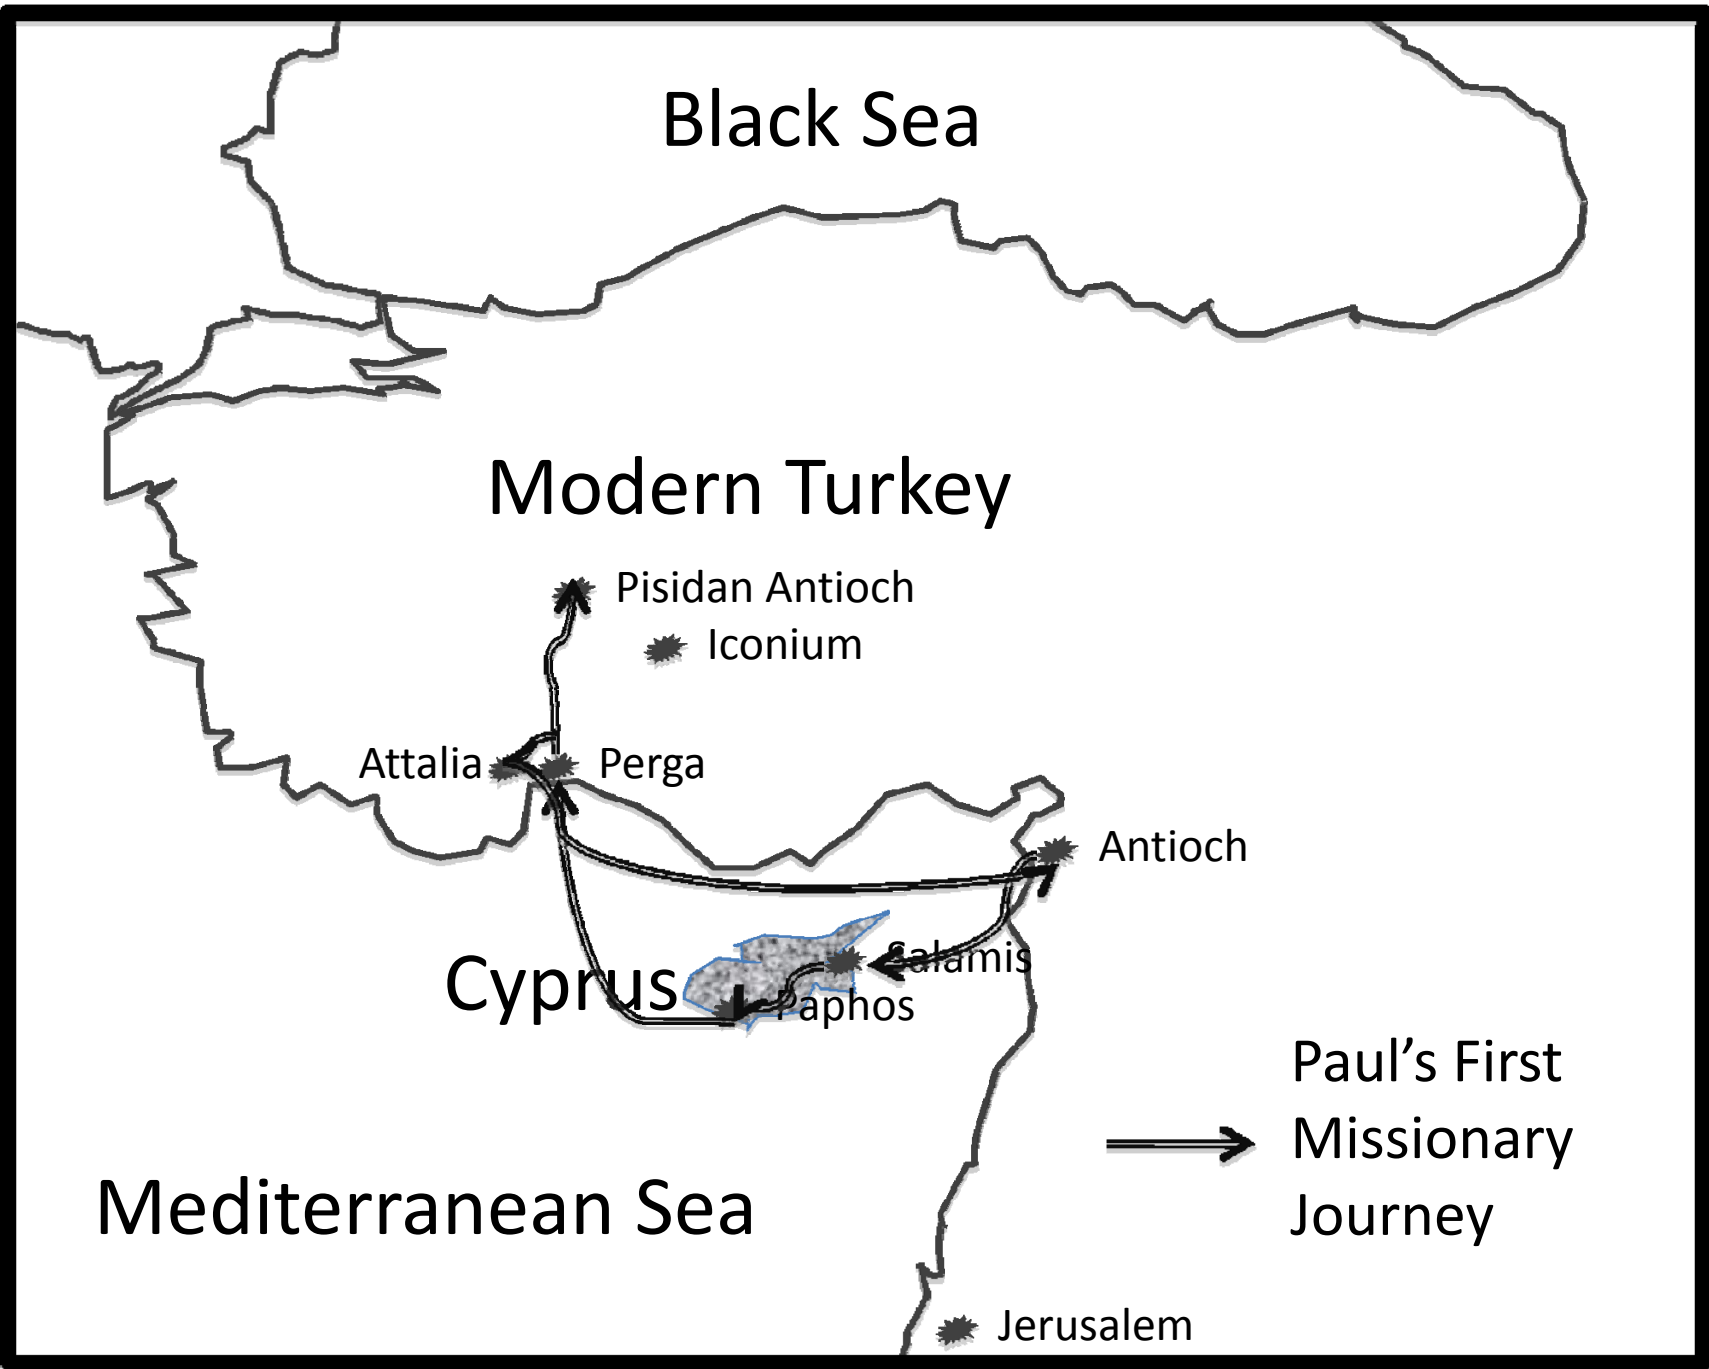 Black Sea
Modern Turkey
Pisidan Antioch
Iconium
Attalia
Perga
Antioch
Salamis
Cyprus
Paphos
Paul’s First
Missionary
Journey
Mediterranean Sea
Jerusalem